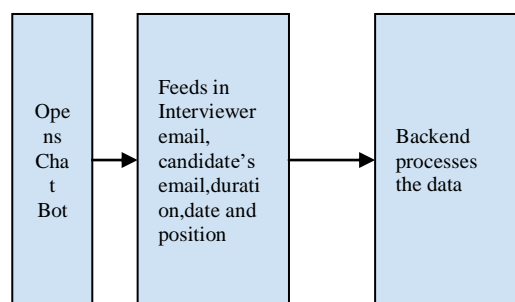 Ope
ns
Cha
t
Bot
Feeds in
Interviewer
email,
candidate's
email,durati
on,date and
position
Backend
processes
the data